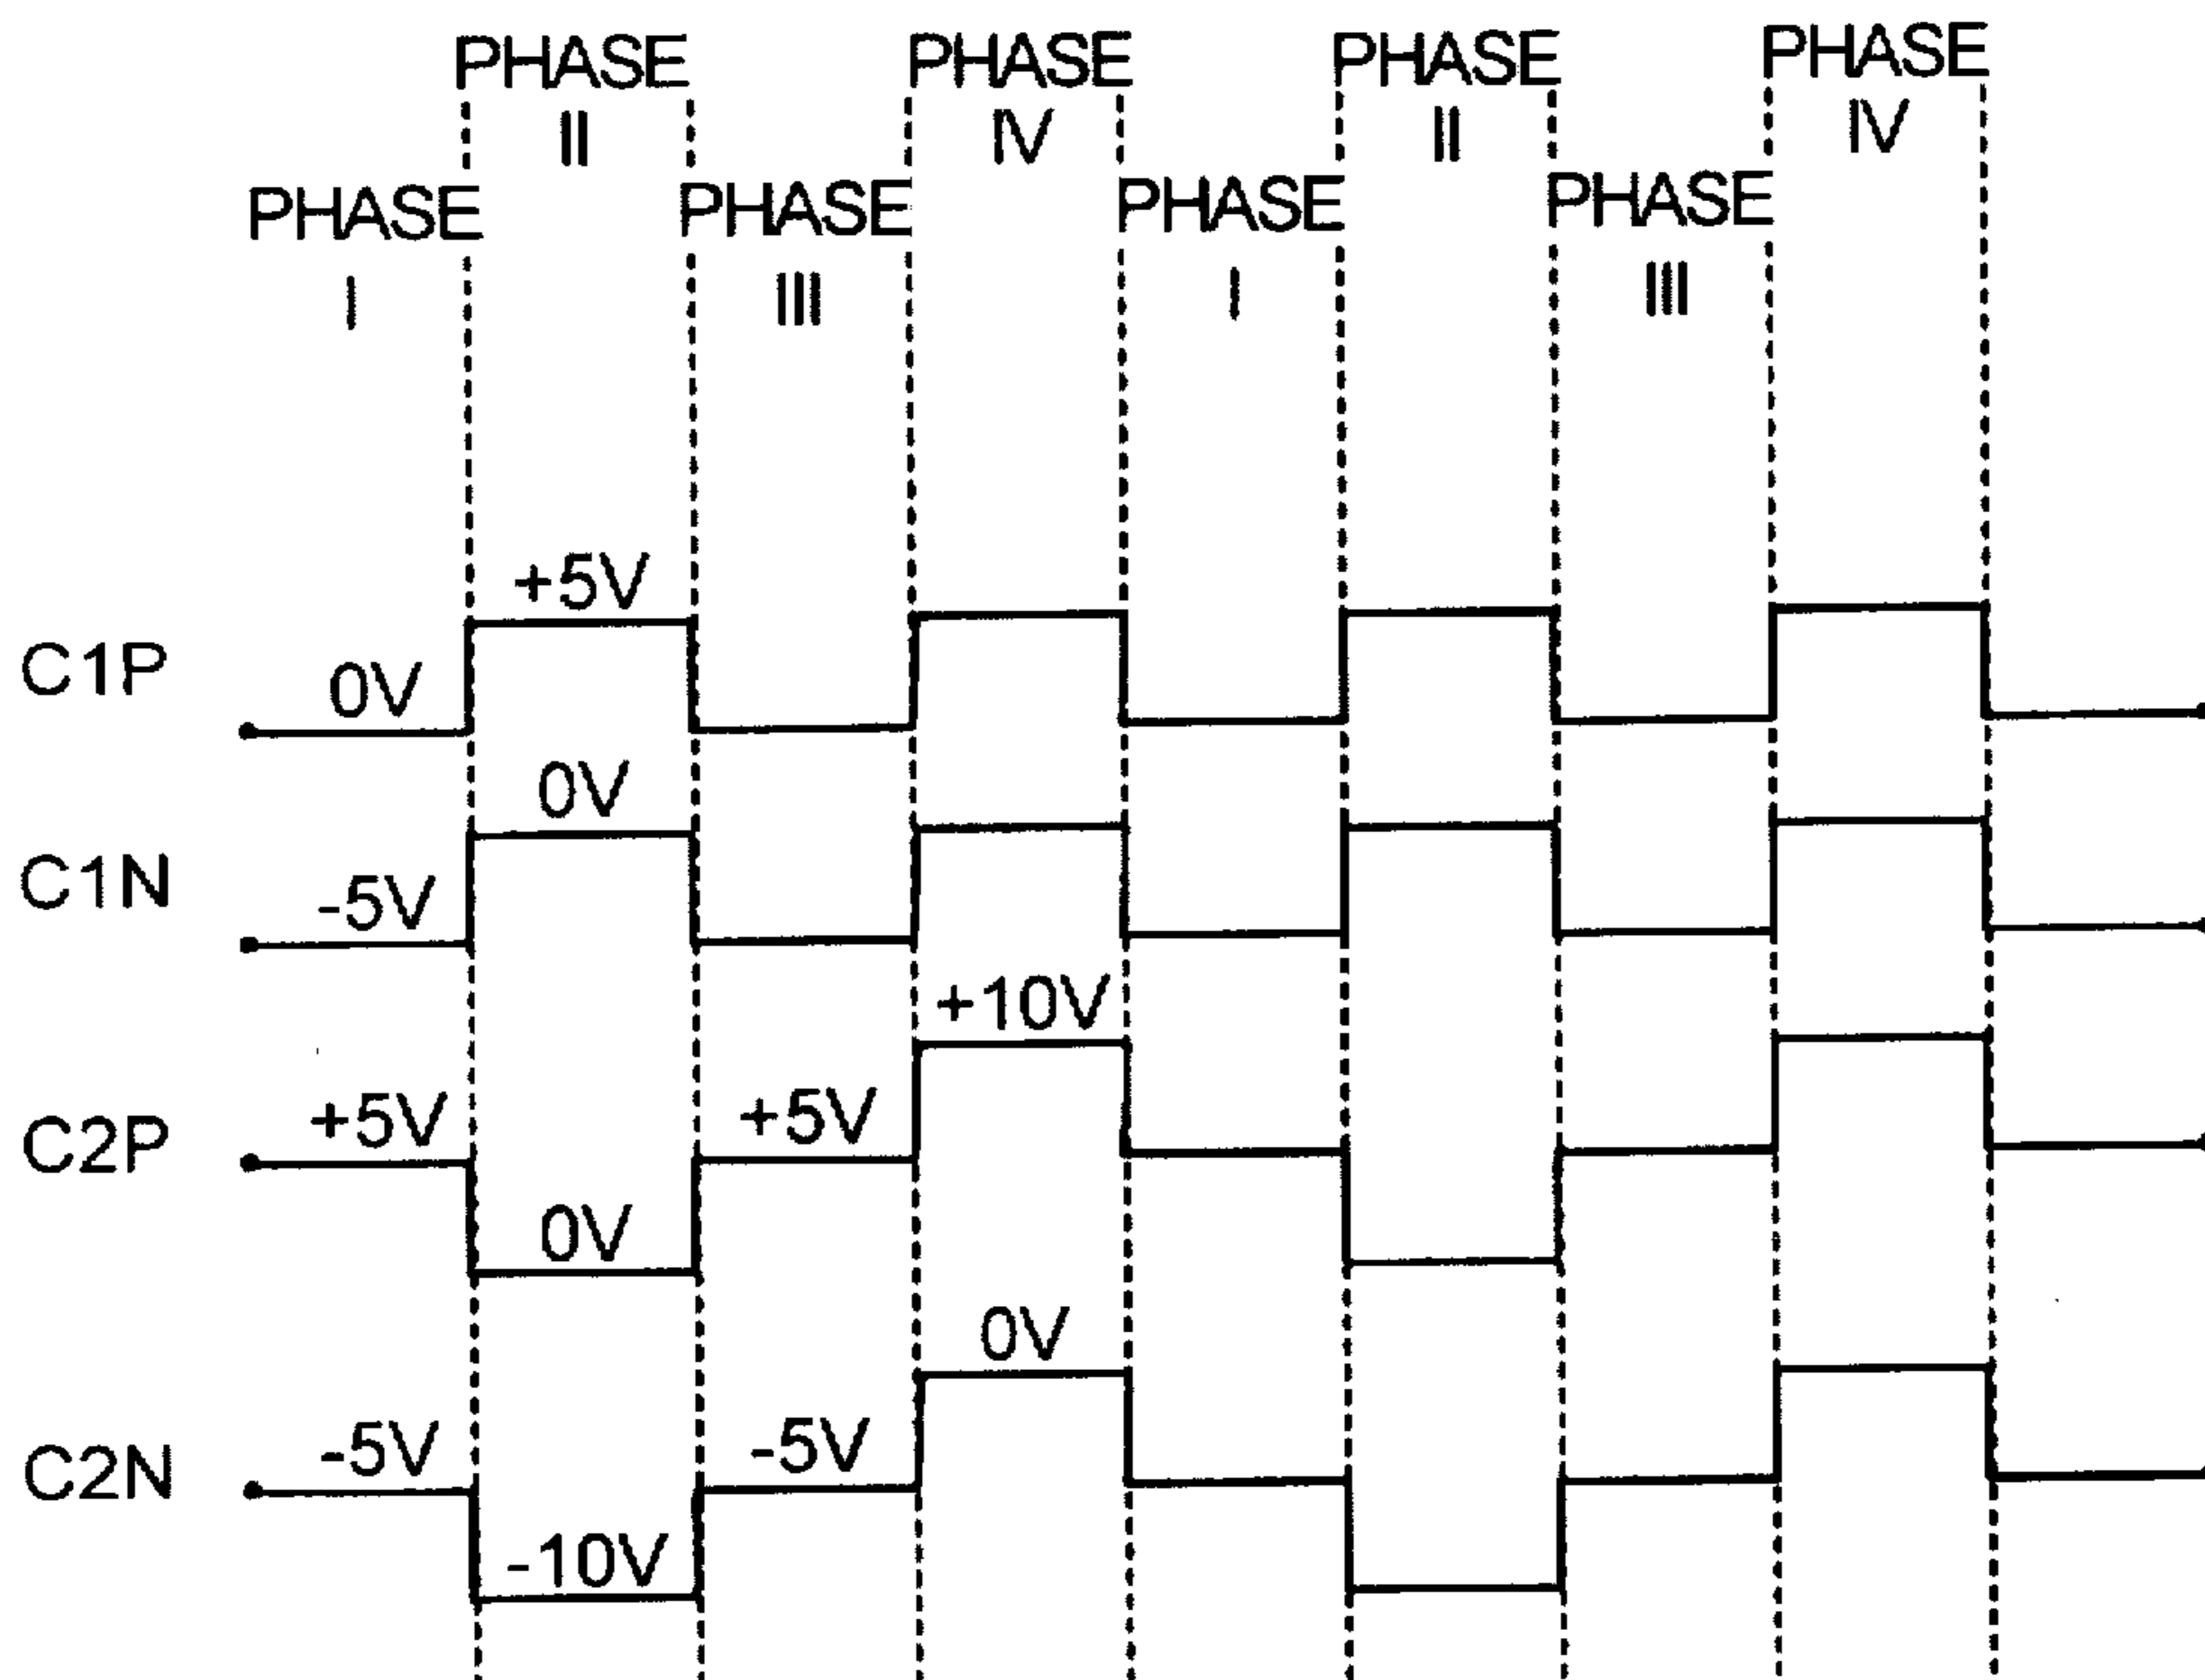 PHASE II
PHASE IV
PHASE II
PHASE IV
PHASE I
PHASE III
PHASE I
PHASE III
+5V
C1P
0V
0V
C1N
-5V
+10V
C2P
+5V
+5V
0V
0V
C2N
-5V
-5V
-10V